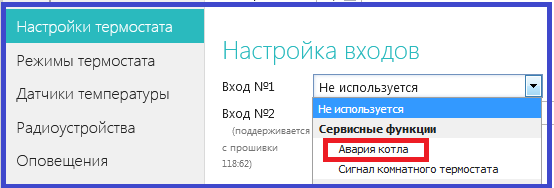 Настройки термостата
Режимы термостата
Датчики температуры
Радиоустройства
Оповещения
Настройка входов
Вход №1
Не используется
Вход №2
(поддерживается
с прошивки
118:62)
Не используется
Сервисные функции
Авария котла
Сигнал комнатного термостата